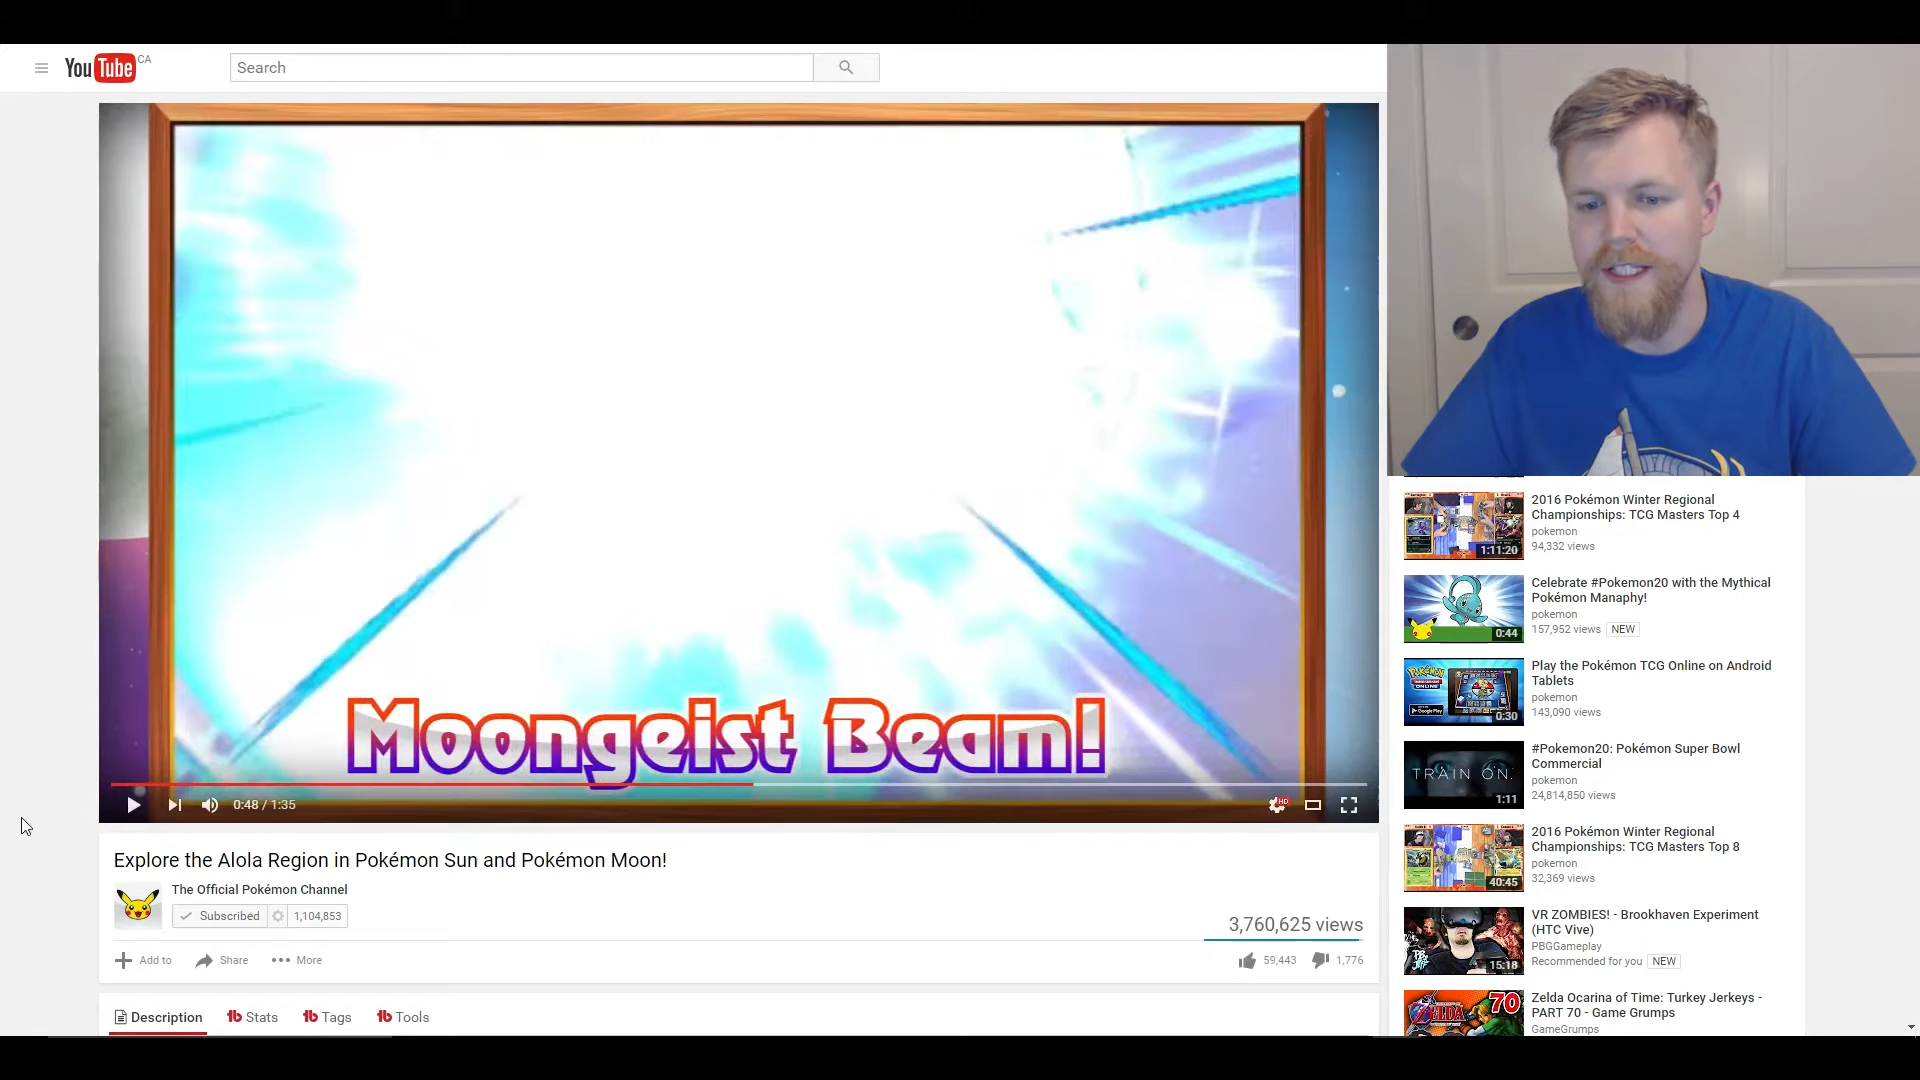 YouTube CA
Search
Moongeist Beam!
0:48 / 1:35
HD
Explore the Alola Region in Pokémon Sun and Pokémon Moon!
The Official Pokémon Channel
Subscribed 1,104,853
3,760,625 views
Add to Share More
59,443 1,776
Description Stats Tags Tools
2016 Pokémon Winter Regional
Championships: TCG Masters Top 4
pokemon
94,332 views
1:11:20
Celebrate #Pokemon20 with the Mythical
Pokémon Manaphy!
pokemon
157,952 views NEW
0:44
Play the Pokémon TCG Online on Android
Tablets
pokemon
143,090 views
0:30
#Pokemon20: Pokémon Super Bowl
Commercial
pokemon
24,814,850 views
TRAIN ON.
1:11
2016 Pokémon Winter Regional
Championships: TCG Masters Top 8
pokemon
32,369 views
40:45
VR ZOMBIES! - Brookhaven Experiment
(HTC Vive)
PBGGameplay
Recommended for you NEW
15:18
Zelda Ocarina of Time: Turkey Jerkeys -
PART 70 - Game Grumps
GameGrumps
70
ZELDA